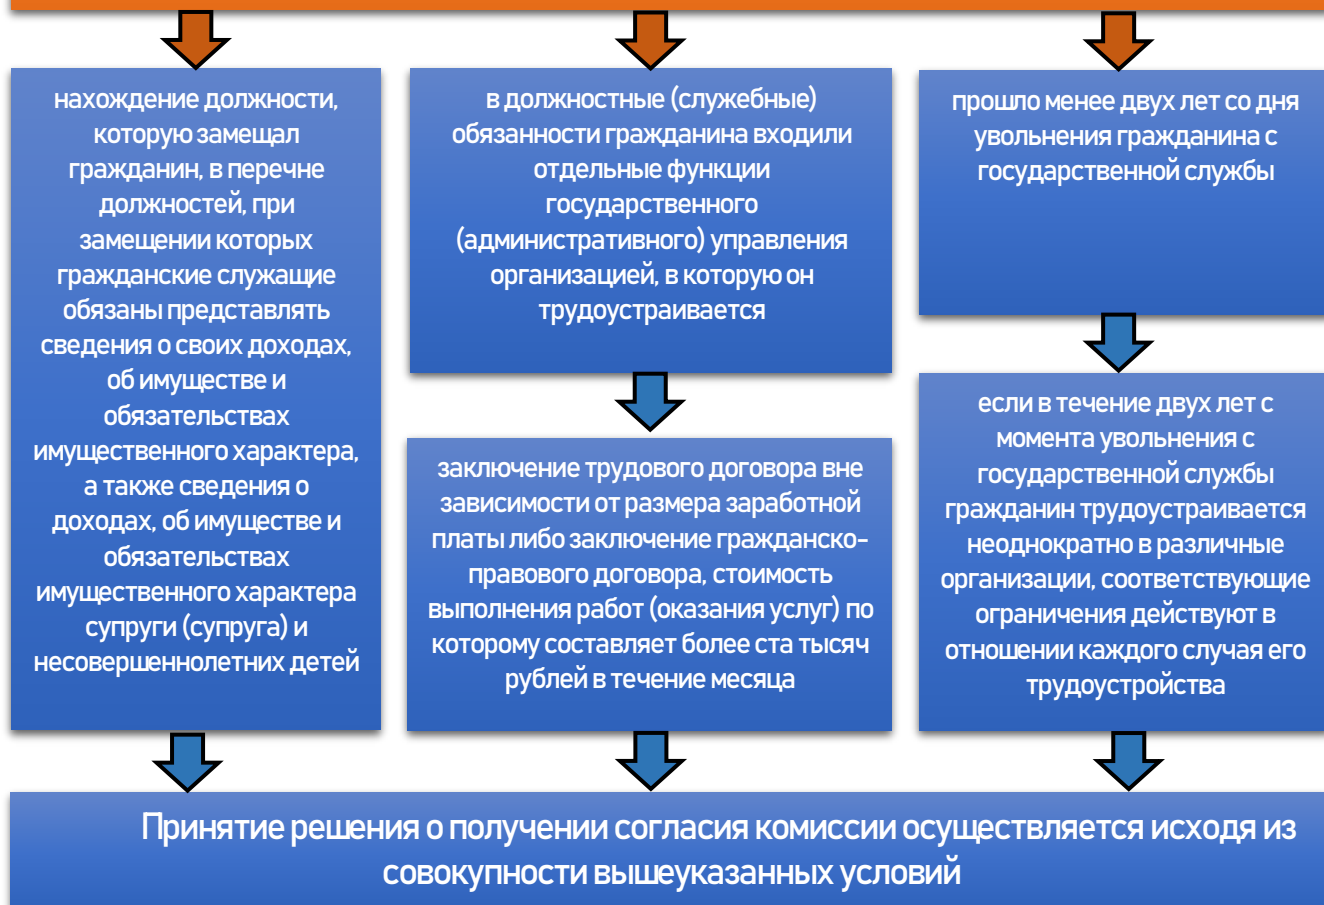 нахождение должности,
которую замещал
гражданин, в перечне
должностей, при
замещении которых
гражданские служащие
обязаны представлять
сведения о своих доходах,
об имуществе и
обязательствах
имущественного характера,
а также сведения о
доходах, об имуществе и
обязательствах
имущественного характера
супруги (супруга) и
несовершеннолетних детей
в должностные (служебные)
обязанности гражданина входили
отдельные функции
государственного
(административного) управления
организацией, в которую он
трудоустраивается
заключение трудового договора вне
зависимости от размера заработной
платы либо заключение гражданско-
правового договора, стоимость
выполнения работ (оказания услуг) по
которому составляет более ста тысяч
рублей в течение месяца
прошло менее двух лет со дня
увольнения гражданина с
государственной службы
если в течение двух лет с
момента увольнения с
государственной службы
гражданин трудоустраивается
неоднократно в различные
организации, соответствующие
ограничения действуют в
отношении каждого случая его
трудоустройства
Принятие решения о получении согласия комиссии осуществляется исходя из
совокупности вышеуказанных условий